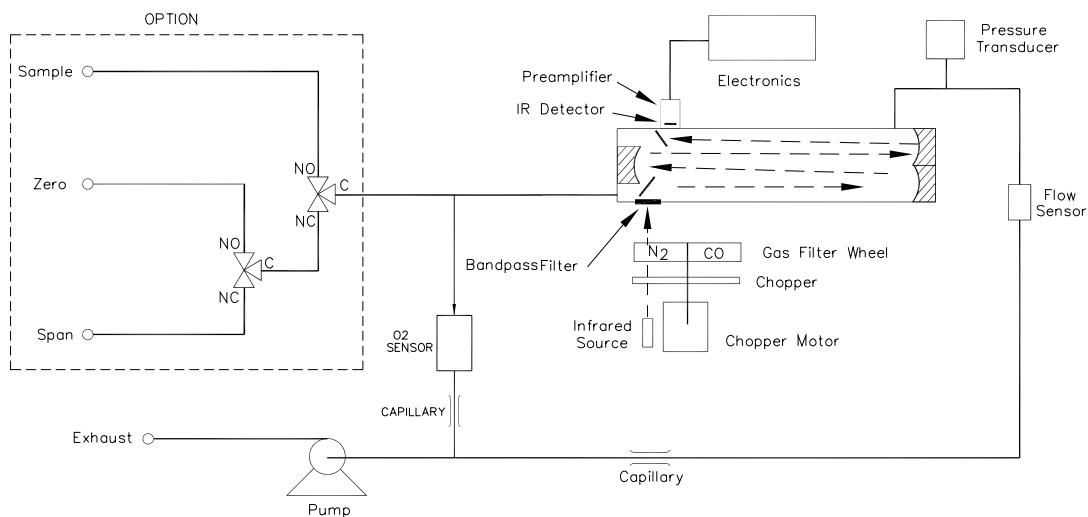 OPTION
Sample
Zero
Span
NO
C
NC
NO
C
NC
Preamplifier
IR Detector
Electronics
Pressure
Transducer
Flow
Sensor
BandpassFilter
N2
CO
Gas Filter Wheel
Chopper
Infrared
Source
Chopper Motor
O2
SENSOR
CAPILLARY
Exhaust
Pump
Capillary